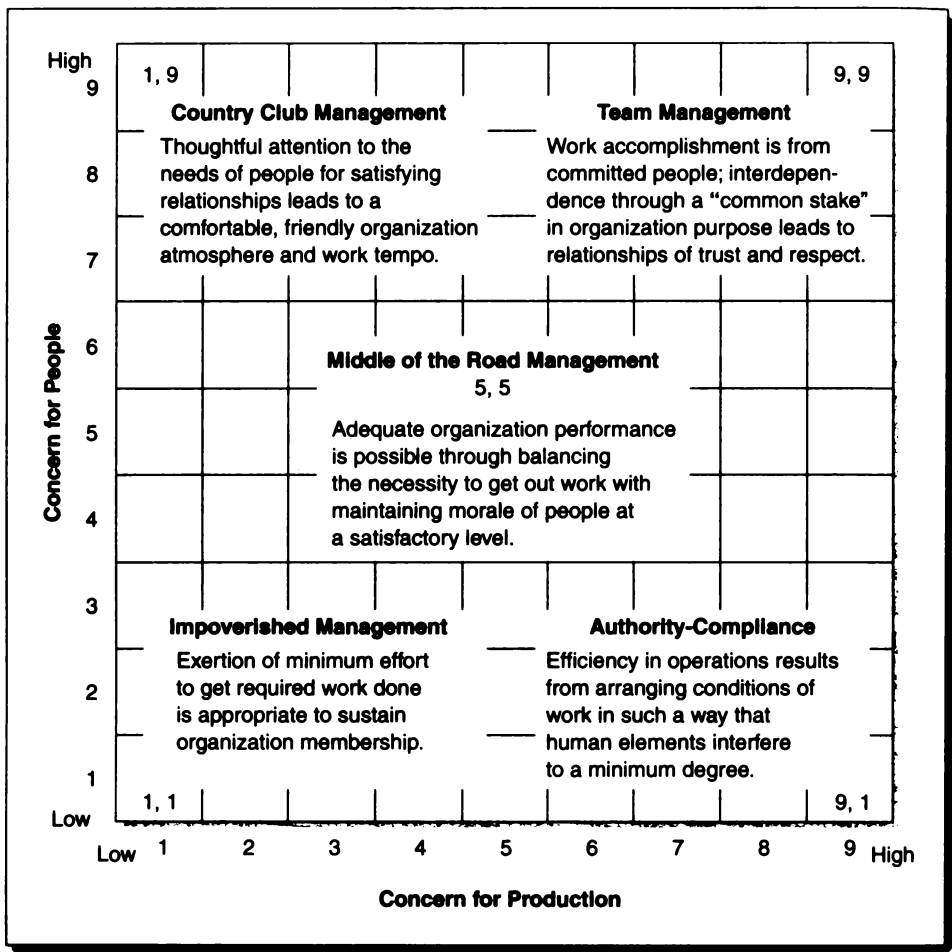 High
9
8
7
6
5
4
3
2
1
Low
Concern for People
1, 9
Country Club Management
Thoughtful attention to the
needs of people for satisfying
relationships leads to a
comfortable, friendly organization
atmosphere and work tempo.
9, 9
Team Management
Work accomplishment is from
committed people; interdepen-
dence through a “common stake”
in organization purpose leads to
relationships of trust and respect.
Middle of the Road Management
5, 5
Adequate organization performance
is possible through balancing
the necessity to get out work with
maintaining morale of people at
a satisfactory level.
Impoverished Management
Exertion of minimum effort
to get required work done
is appropriate to sustain
organization membership.
1, 1
Authority-Compliance
Efficiency in operations results
from arranging conditions of
work in such a way that
human elements interfere
to a minimum degree.
9, 1
Low 1 2 3 4 5 6 7 8 9 High
Concern for Production